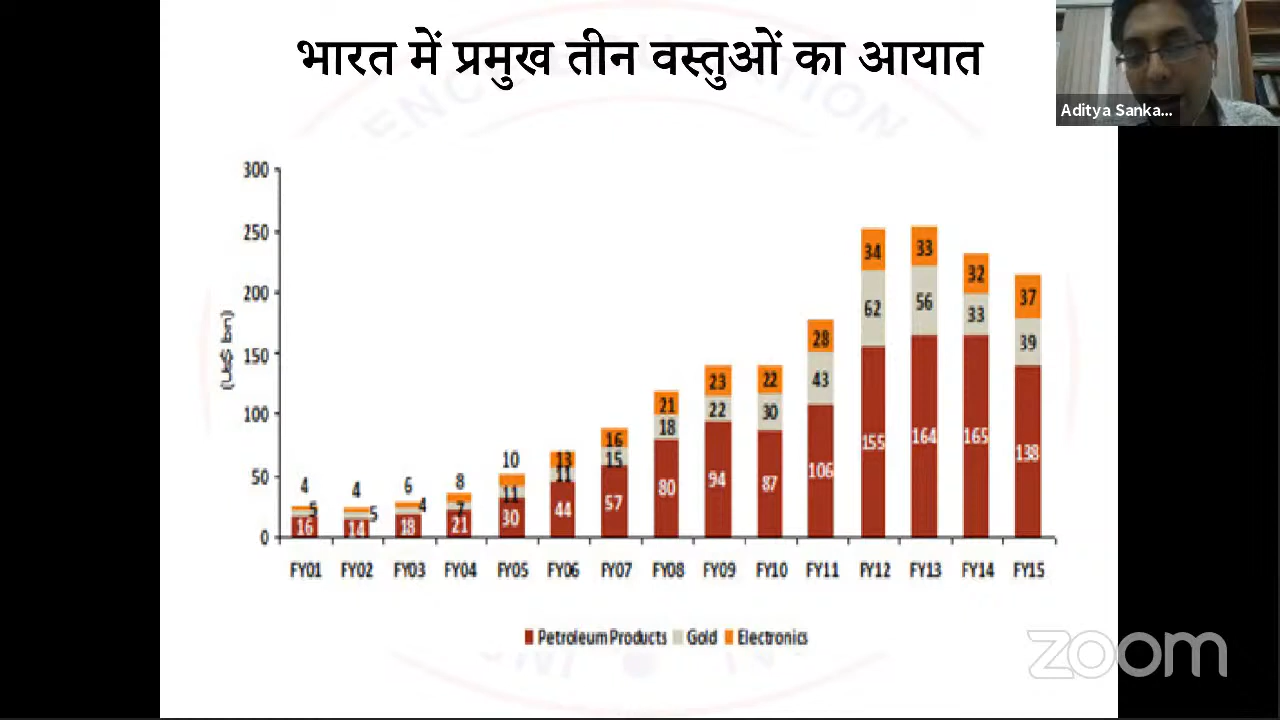 भारत में प्रमुख तीन वस्तुओं का आयात
Aditya Sanka...
300
250
200
150
100
50
0
(US$ bn)
4 4 6 8 10 13 16 21 23 22 28 34 33 32 37
5 5 4 7 11 11 15 18 22 30 43 62 56 33 39
16 14 18 21 30 44 57 80 94 87 106 155 164 165 138
FY01 FY02 FY03 FY04 FY05 FY06 FY07 FY08 FY09 FY10 FY11 FY12 FY13 FY14 FY15
Petroleum Products Gold Electronics
zoom